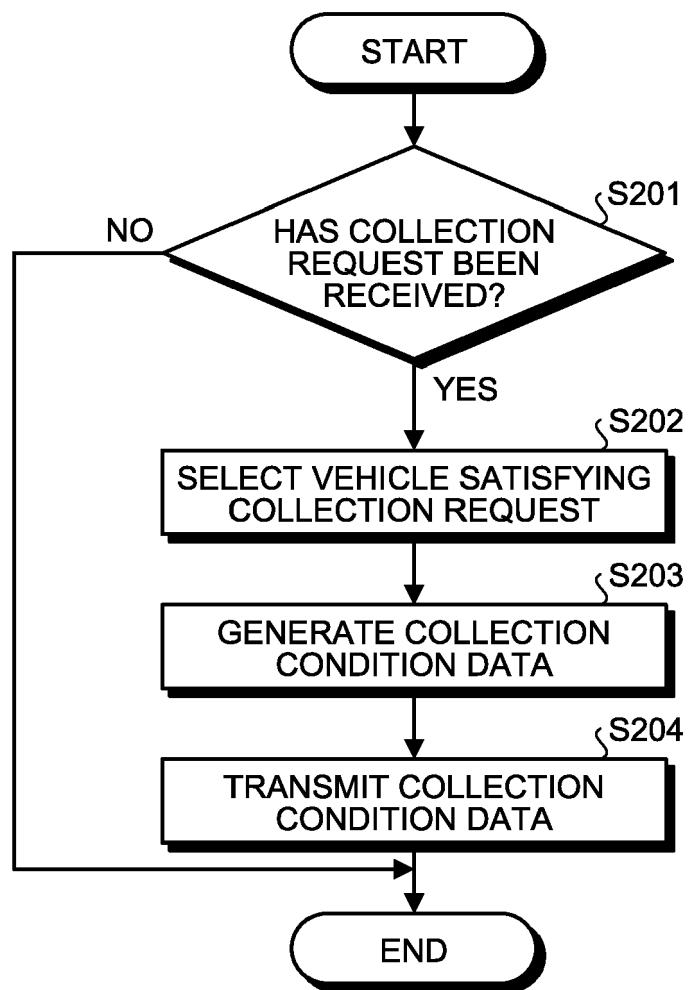 START
S201
NO
HAS COLLECTION
REQUEST BEEN
RECEIVED?
YES
S202
SELECT VEHICLE SATISFYING
COLLECTION REQUEST
S203
GENERATE COLLECTION
CONDITION DATA
S204
TRANSMIT COLLECTION
CONDITION DATA
END